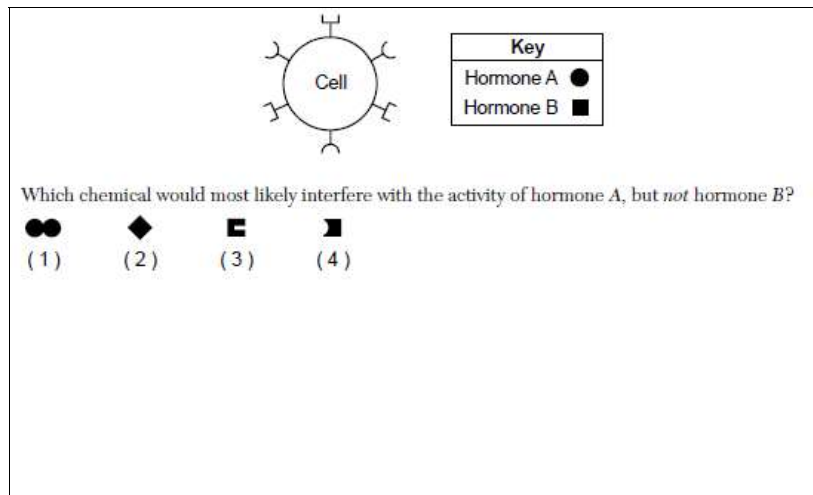 Cell
Key
Hormone A
Hormone B
Which chemical would most likely interfere with the activity of hormone A, but not hormone B?
(1) (2) (3) (4)